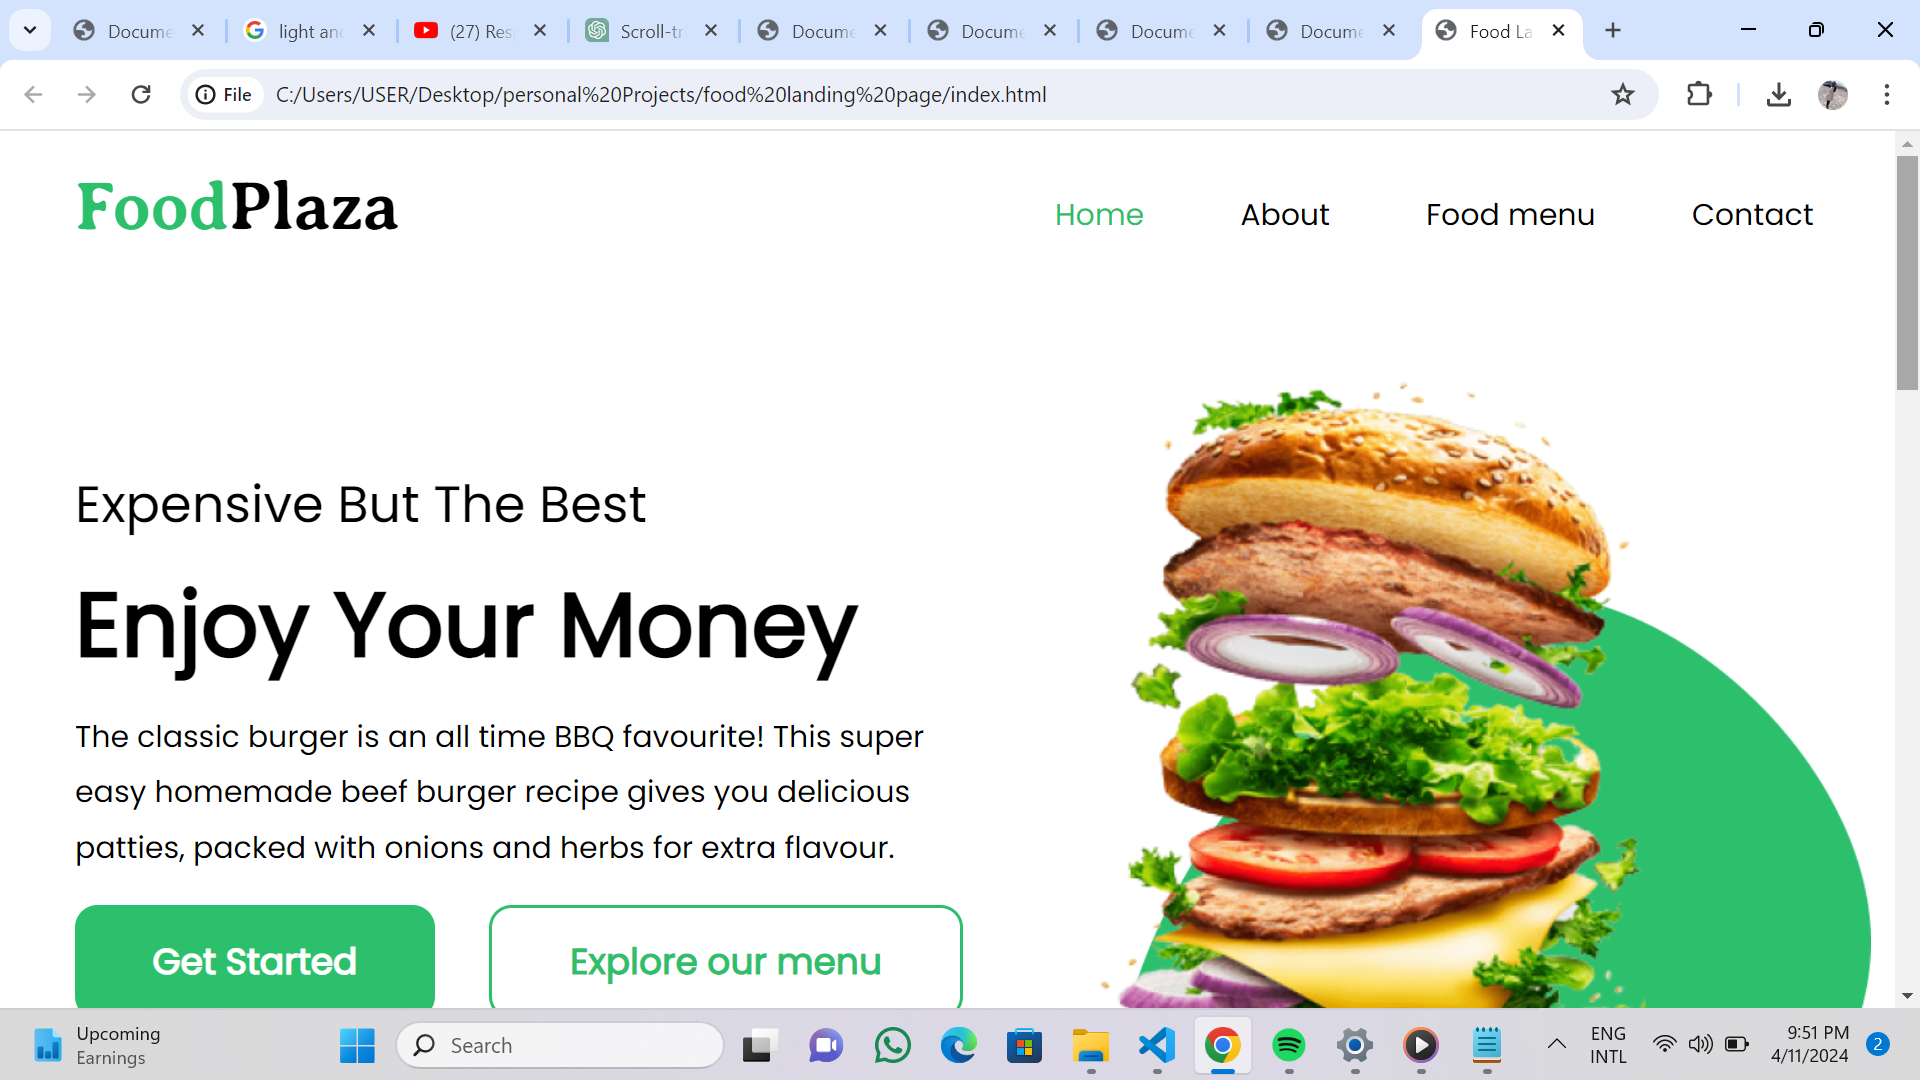 Docume
light an
(27) Res
Scroll-tr
Docume
Docume
Docume
Docume
Food La
File
C:/Users/USER/Desktop/personal%20Projects/food%20landing%20page/index.html
FoodPlaza
Home
About
Food menu
Contact
Expensive But The Best
Enjoy Your Money
The classic burger is an all time BBQ favourite! This super
easy homemade beef burger recipe gives you delicious
patties, packed with onions and herbs for extra flavour.
Get Started
Explore our menu
Upcoming
Earnings
Search
ENG
INTL
9:51 PM
4/11/2024
2